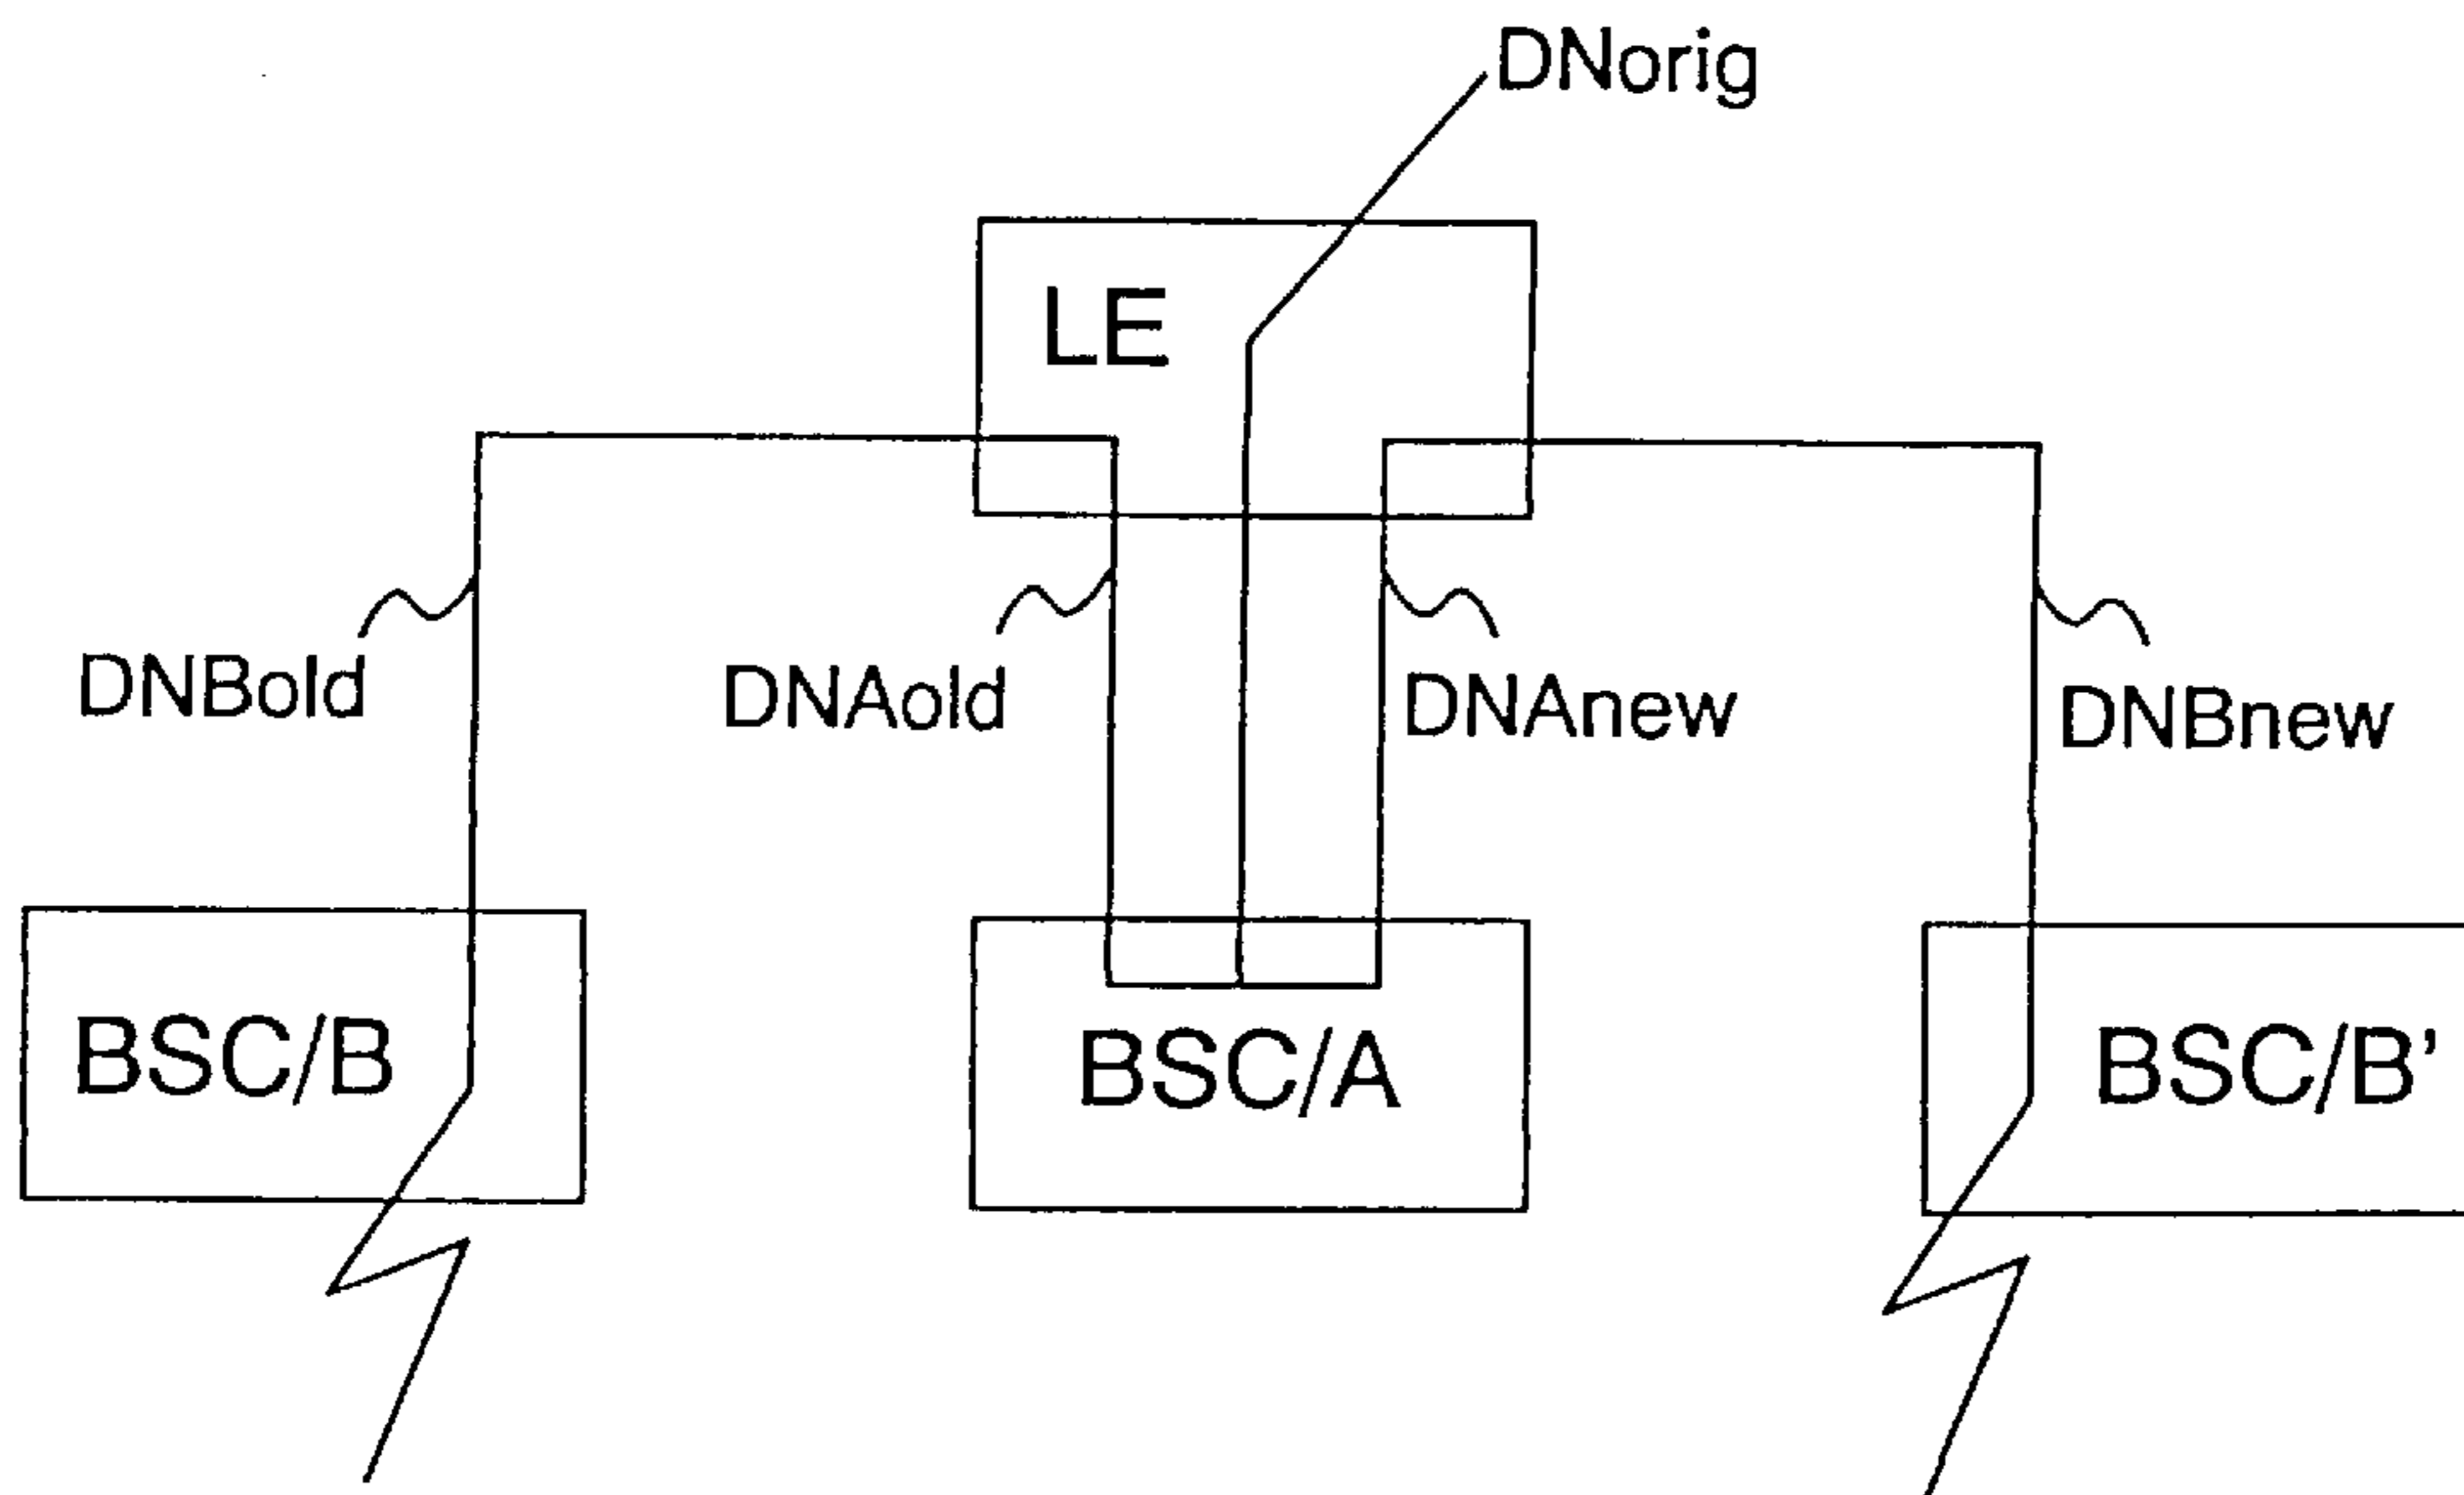 DNorig
LE
DNBold
DNAold
DNAnew
DNBnew
BSC/B
BSC/A
BSC/B'